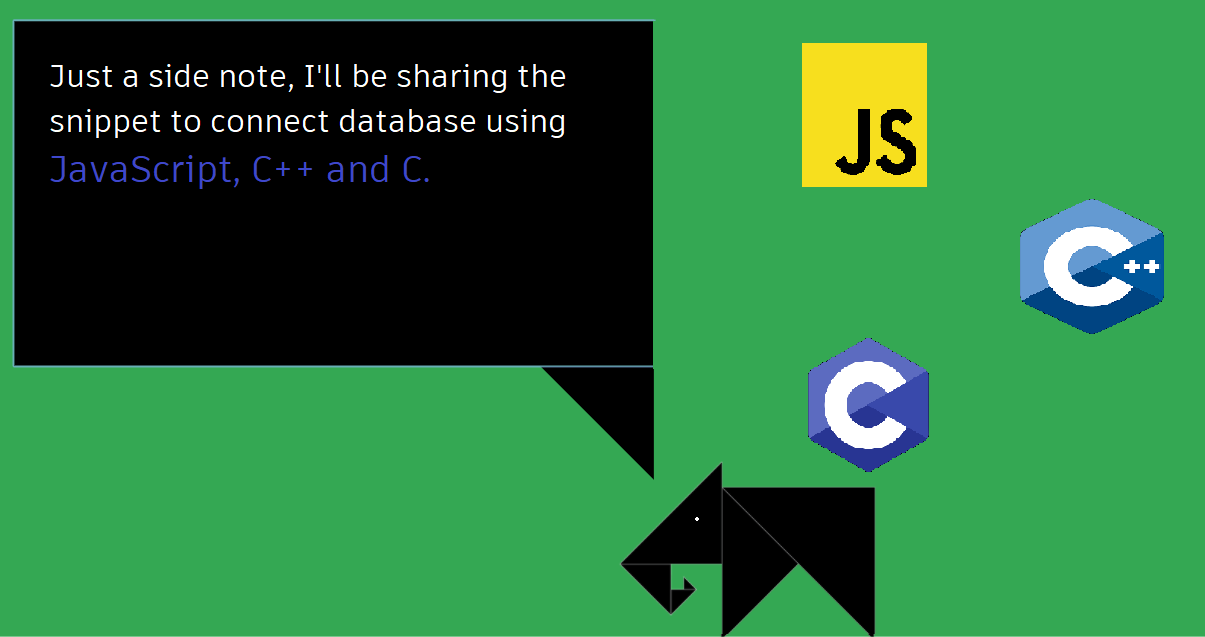 Just a side note, I'll be sharing the
snippet to connect database using
JavaScript, C++ and C.
JS
C++
C